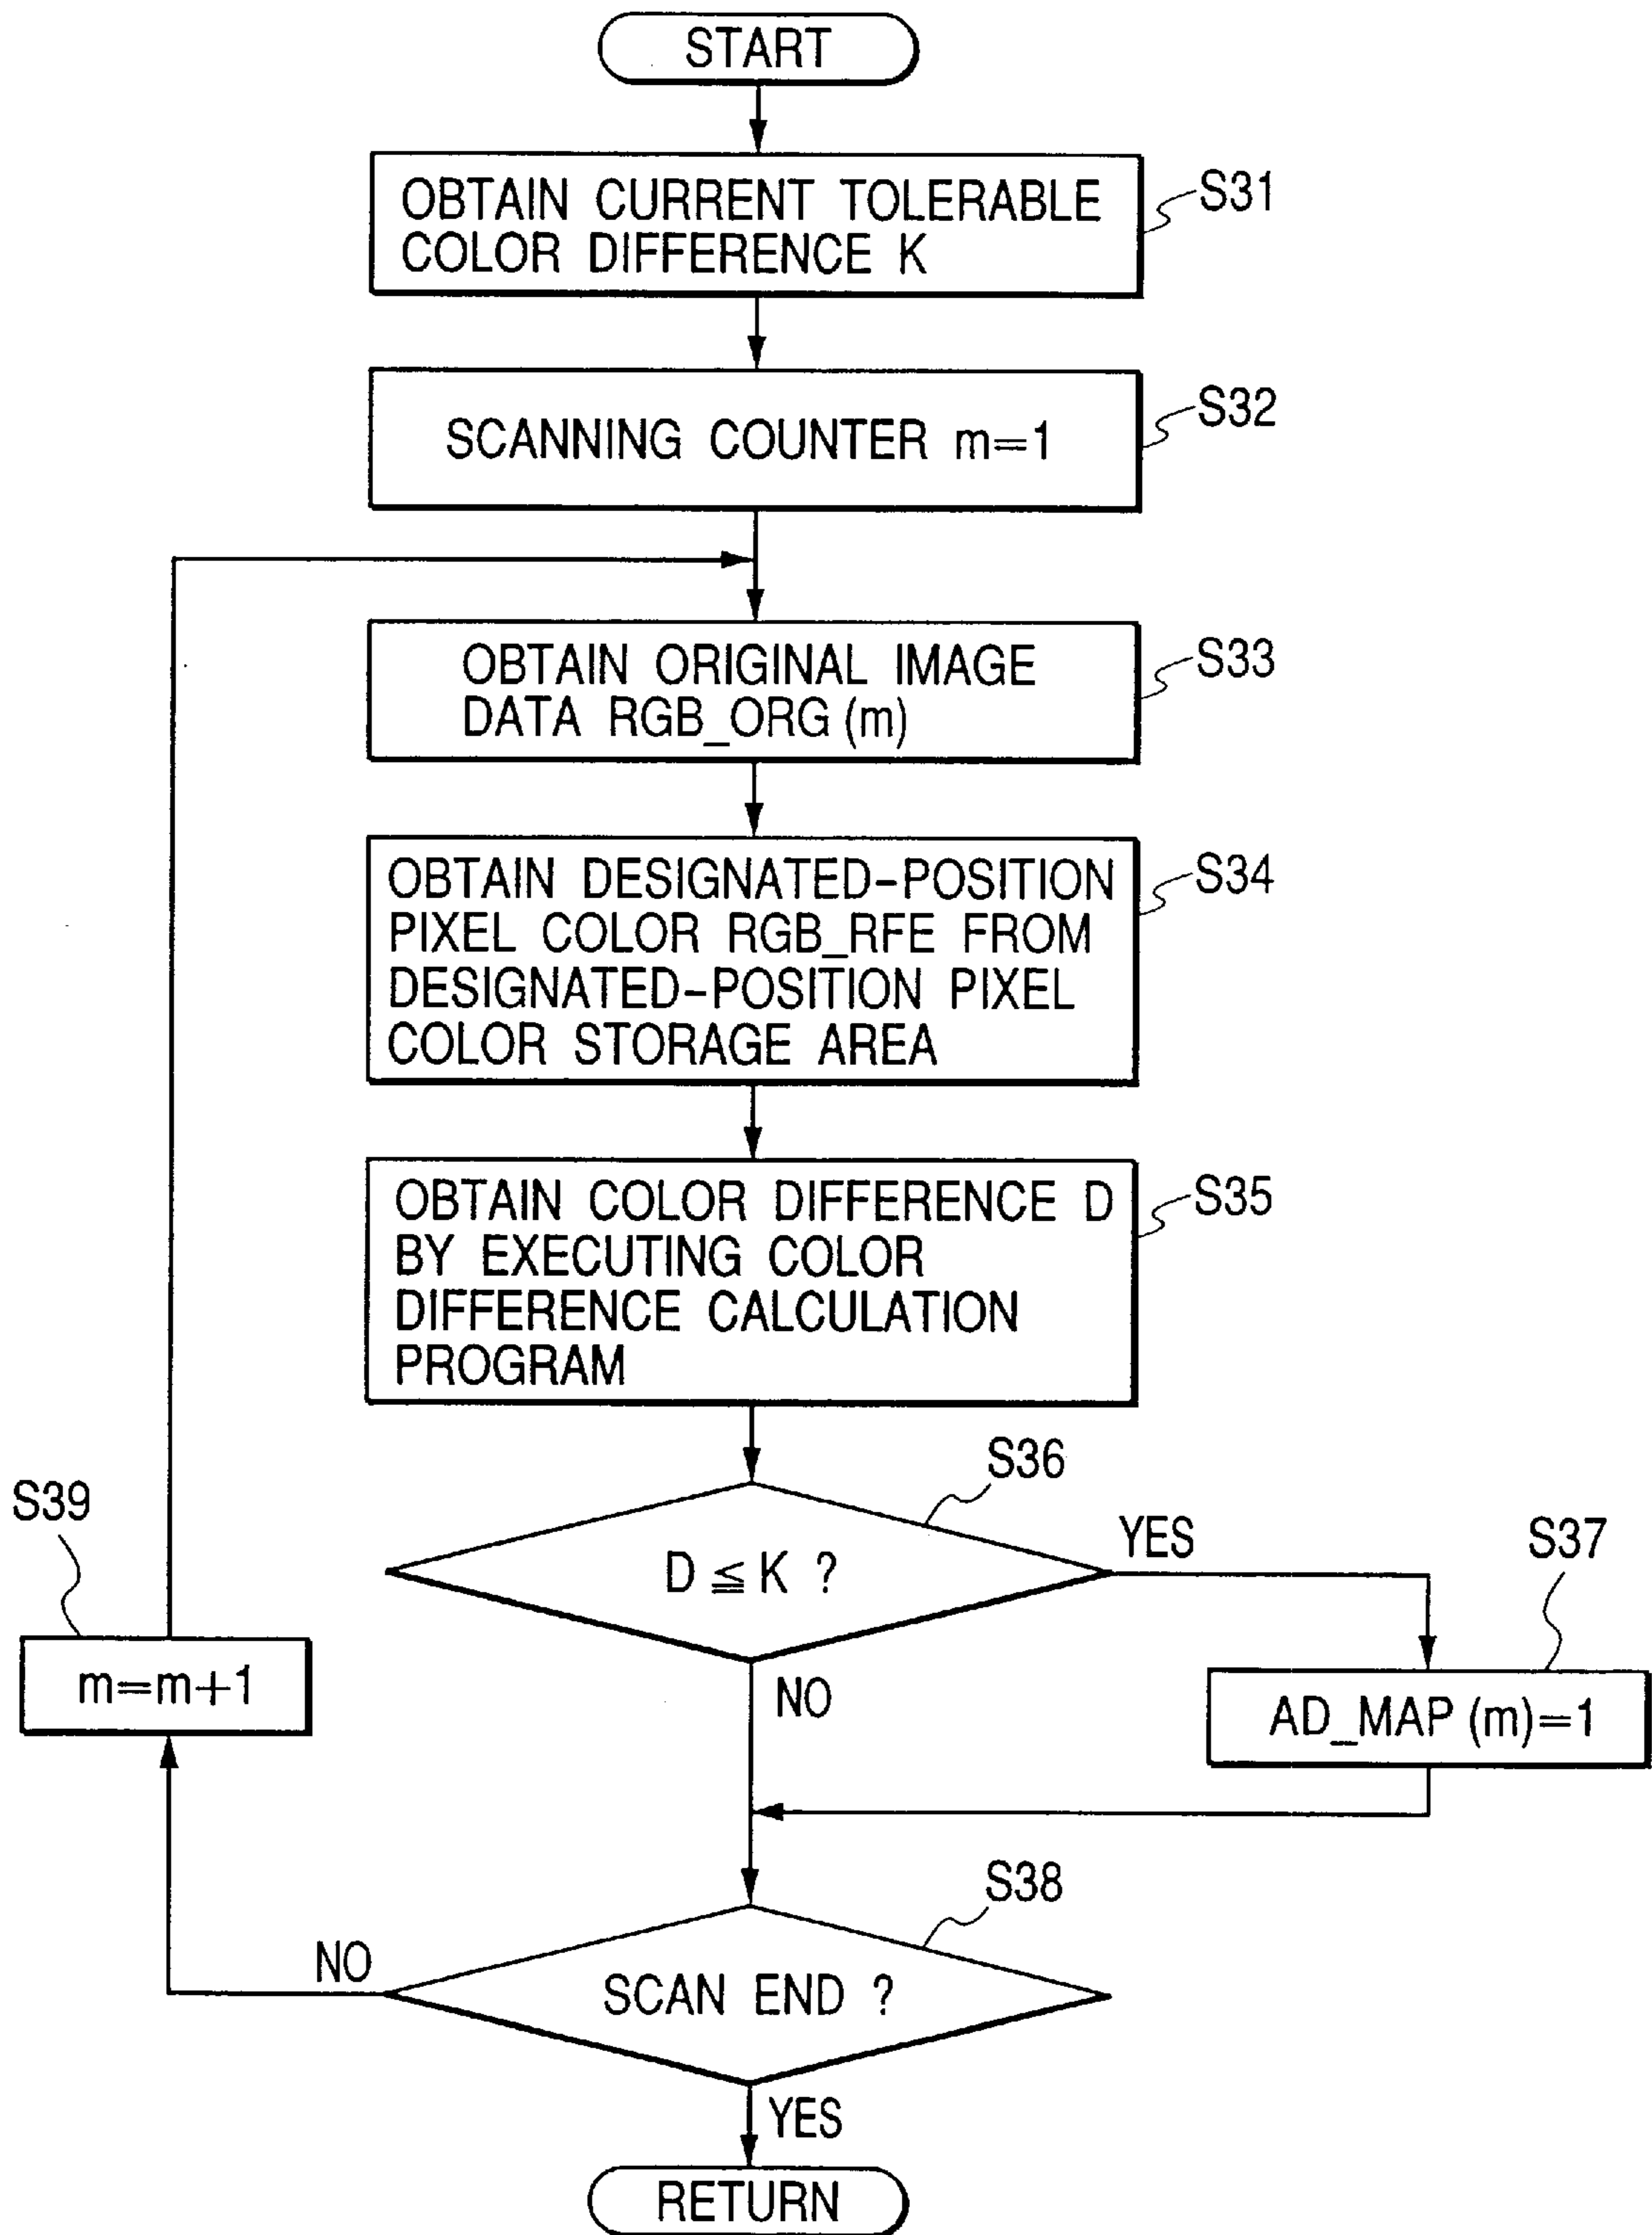 START
OBTAIN CURRENT TOLERABLE
COLOR DIFFERENCE K
S31
SCANNING COUNTER m=1
S32
OBTAIN ORIGINAL IMAGE
DATA RGB_ORG (m)
S33
OBTAIN DESIGNATED-POSITION
PIXEL COLOR RGB_RFE FROM
DESIGNATED-POSITION PIXEL
COLOR STORAGE AREA
S34
OBTAIN COLOR DIFFERENCE D
BY EXECUTING COLOR
DIFFERENCE CALCULATION
PROGRAM
S35
S36
D ≦ K ?
YES
NO
S37
AD_MAP (m)=1
S39
m=m+1
S38
SCAN END ?
NO
YES
RETURN